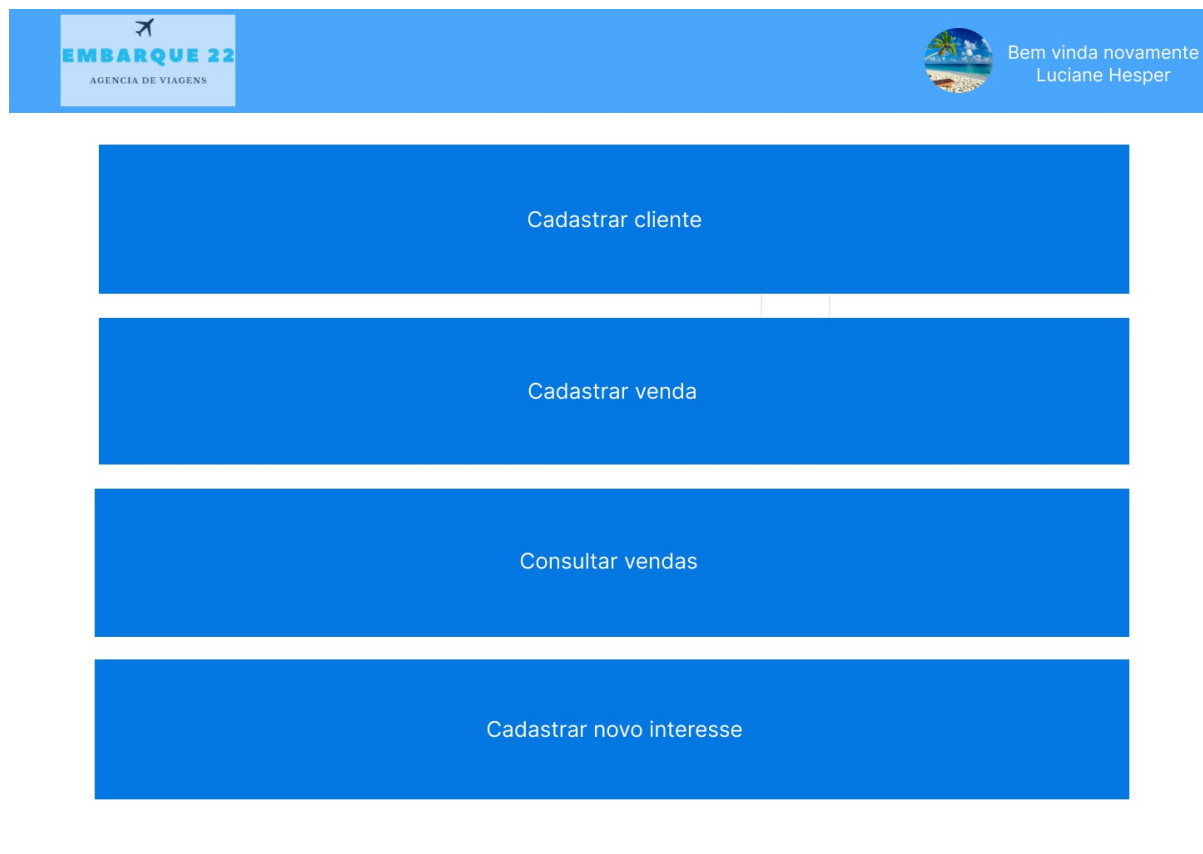 EMBARQUE 22
AGENCIA DE VIAGENS
Bem vinda novamente
Luciane Hesper
Cadastrar cliente
Cadastrar venda
Consultar vendas
Cadastrar novo interesse